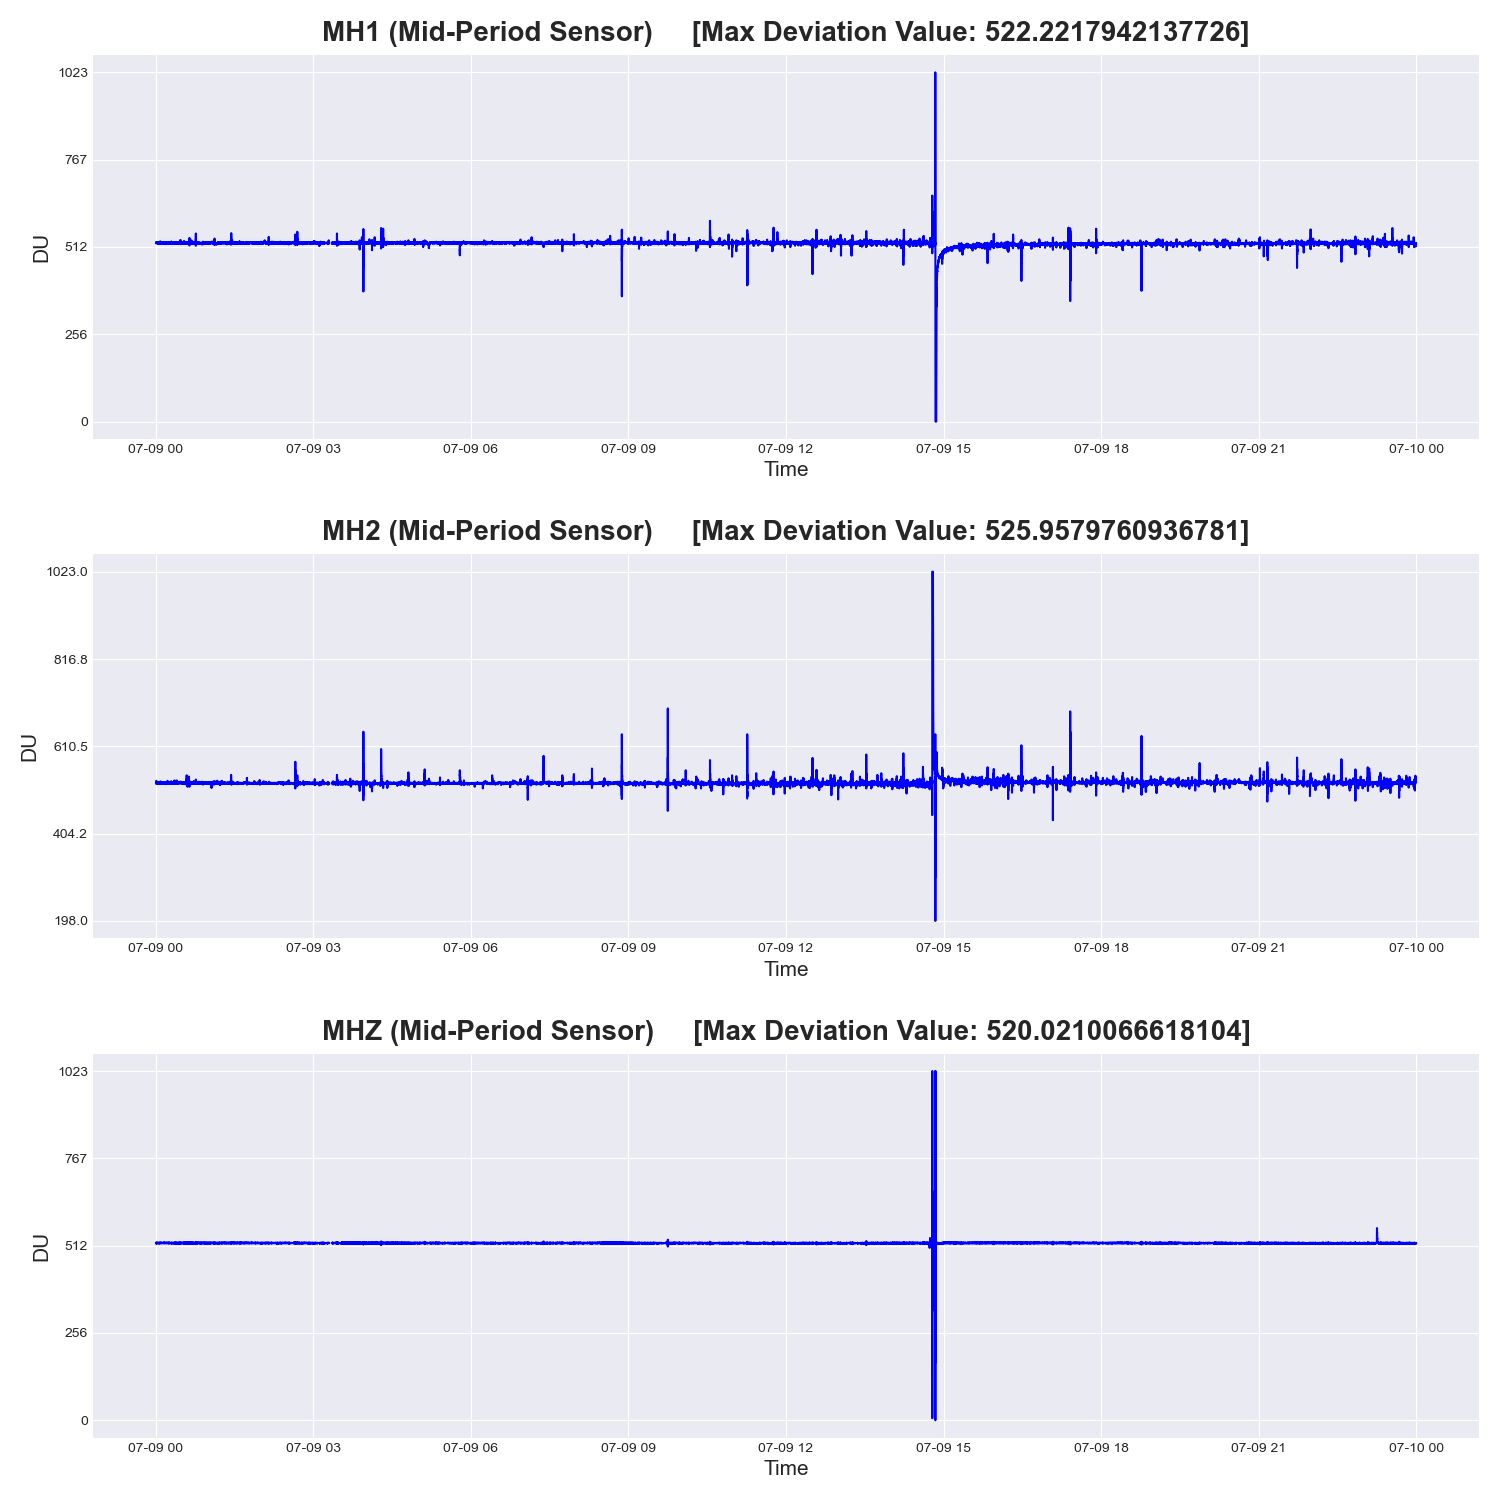 MH1 (Mid-Period Sensor) [Max Deviation Value: 522.2217942137726]
1023
767
512
256
0
DU
07-09 00 07-09 03 07-09 06 07-09 09 07-09 12 07-09 15 07-09 18 07-09 21 07-10 00
Time
MH2 (Mid-Period Sensor) [Max Deviation Value: 525.9579760936781]
1023.0
816.8
610.5
404.2
198.0
DU
07-09 00 07-09 03 07-09 06 07-09 09 07-09 12 07-09 15 07-09 18 07-09 21 07-10 00
Time
MHZ (Mid-Period Sensor) [Max Deviation Value: 520.0210066618104]
1023
767
512
256
0
DU
07-09 00 07-09 03 07-09 06 07-09 09 07-09 12 07-09 15 07-09 18 07-09 21 07-10 00
Time